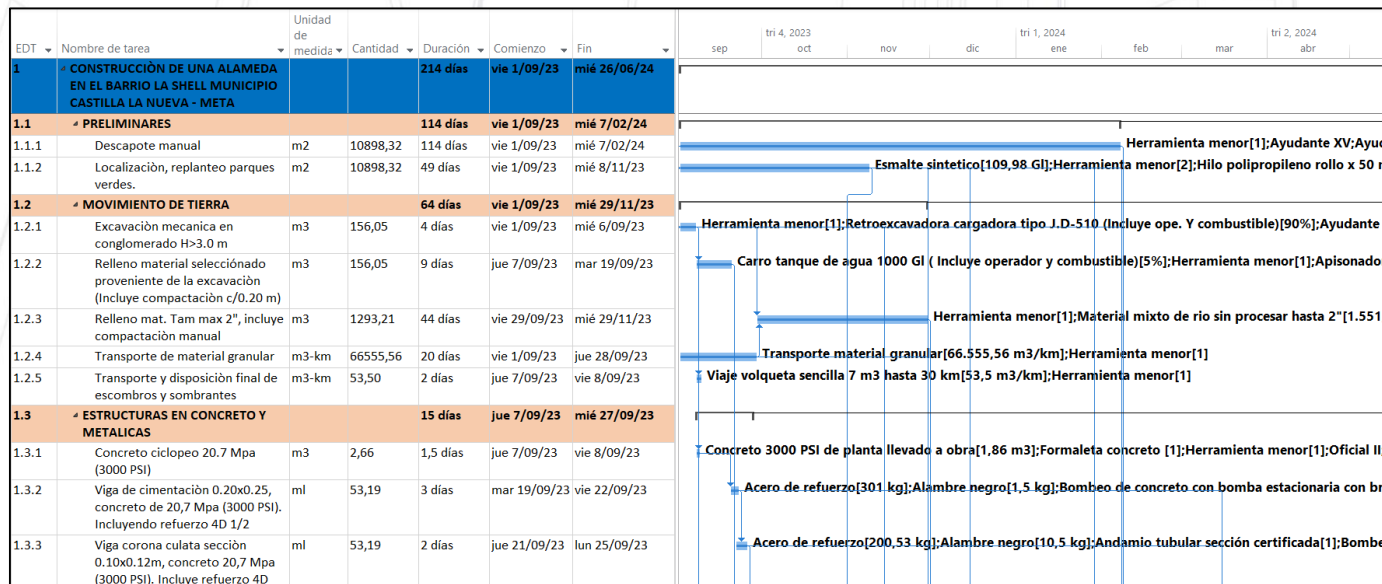 Unidad
de
EDT Nombre de tarea medida Cantidad Duración Comienzo Fin
tri 4, 2023 tri 1, 2024 tri 2, 2024
sep oct nov dic ene feb mar abr
1 CONSTRUCCIÒN DE UNA ALAMEDA 214 días vie 1/09/23 mié 26/06/24
EN EL BARRIO LA SHELL MUNICIPIO
CASTILLA LA NUEVA - META
1.1 PRELIMINARES 114 días vie 1/09/23 mié 7/02/24
1.1.1 Descapote manual m2 10898,32 114 días vie 1/09/23 mié 7/02/24 Herramienta menor[1];Ayudante XV;Ayud
1.1.2 Localizaciòn, replanteo parques m2 10898,32 49 días vie 1/09/23 mié 8/11/23 Esmalte sintetico[109,98 Gl];Herramienta menor[2];Hilo polipropileno rollo x 50 m
verdes.
1.2 MOVIMIENTO DE TIERRA 64 días vie 1/09/23 mié 29/11/23
1.2.1 Excavaciòn mecanica en m3 156,05 4 días vie 1/09/23 mié 6/09/23 Herramienta menor[1];Retroexcavadora cargadora tipo J.D-510 (Incluye ope. Y combustible)[90%];Ayudante
conglomerado H>3.0 m
1.2.2 Relleno material selecciónado m3 156,05 9 días jue 7/09/23 mar 19/09/23 Carro tanque de agua 1000 Gl ( Incluye operador y combustible)[5%];Herramienta menor[1];Apisonado
proveniente de la excavaciòn
(Incluye compactaciòn c/0.20 m)
1.2.3 Relleno mat. Tam max 2", incluye m3 1293,21 44 días vie 29/09/23 mié 29/11/23 Herramienta menor[1];Material mixto de rio sin procesar hasta 2"[1.551
compactaciòn manual
1.2.4 Transporte de material granular m3-km 66555,56 20 días vie 1/09/23 jue 28/09/23 Transporte material granular[66.555,56 m3/km];Herramienta menor[1]
1.2.5 Transporte y disposiciòn final de m3-km 53,50 2 días jue 7/09/23 vie 8/09/23 Viaje volqueta sencilla 7 m3 hasta 30 km[53,5 m3/km];Herramienta menor[1]
escombros y sombrantes
1.3 ESTRUCTURAS EN CONCRETO Y 15 días jue 7/09/23 mié 27/09/23
METALICAS
1.3.1 Concreto ciclopeo 20.7 Mpa m3 2,66 1,5 días jue 7/09/23 vie 8/09/23 Concreto 3000 PSI de planta llevado a obra[1,86 m3];Formaleta concreto [1];Herramienta menor[1];Oficial II
(3000 PSI)
1.3.2 Viga de cimentaciòn 0.20x0.25, ml 53,19 3 días mar 19/09/23 vie 22/09/23 Acero de refuerzo[301 kg];Alambre negro[1,5 kg];Bombeo de concreto con bomba estacionaria con br
concreto de 20,7 Mpa (3000 PSI).
Incluyendo refuerzo 4D 1/2
1.3.3 Viga corona culata secciòn ml 53,19 2 días jue 21/09/23 lun 25/09/23 Acero de refuerzo[200,53 kg];Alambre negro[10,5 kg];Andamio tubular sección certificada[1];Bombe
0.10x0.12m, concreto 20,7 Mpa
(3000 PSI). Incluye refuerzo 4D